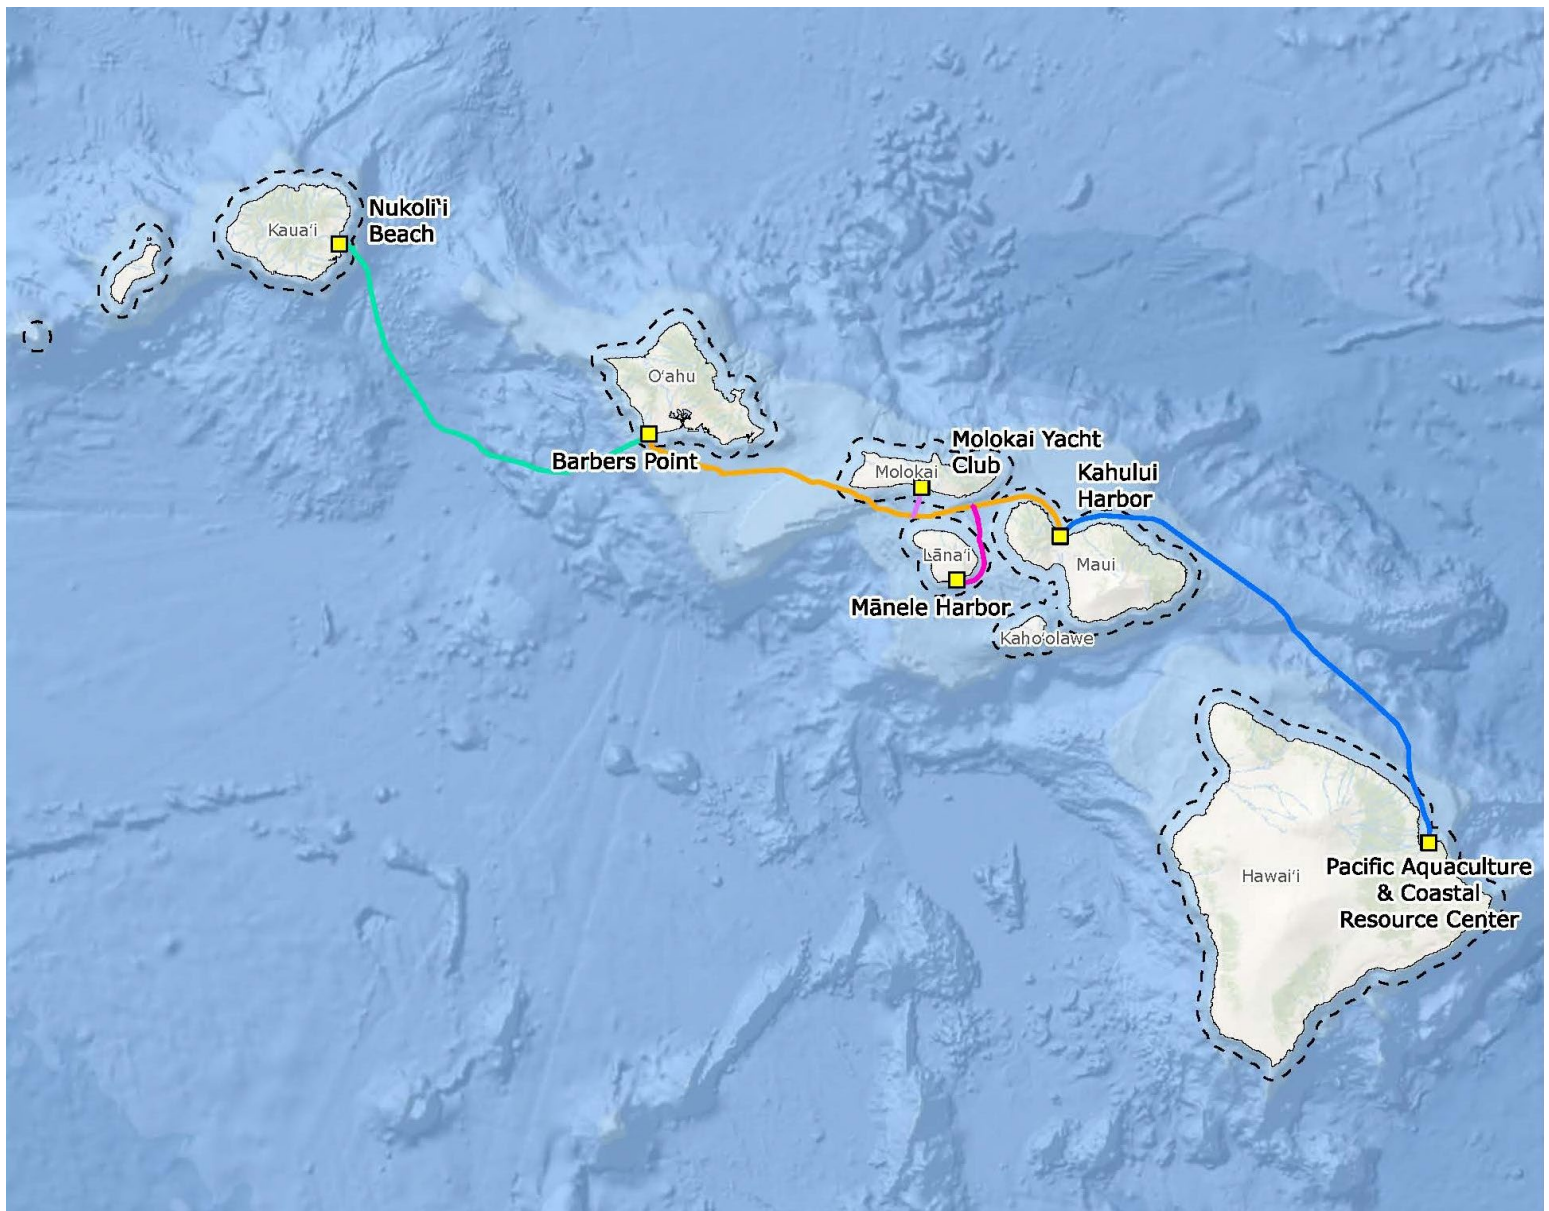 Nukoli‘i
Beach
Kaua‘i
O‘ahu
Barbers Point
Molokai Yacht
Club
Molokai
Kahului
Harbor
Lāna‘i
Maui
Mānele Harbor
Kaho‘olawe
Hawai‘i
Pacific Aquaculture
& Coastal
Resource Center